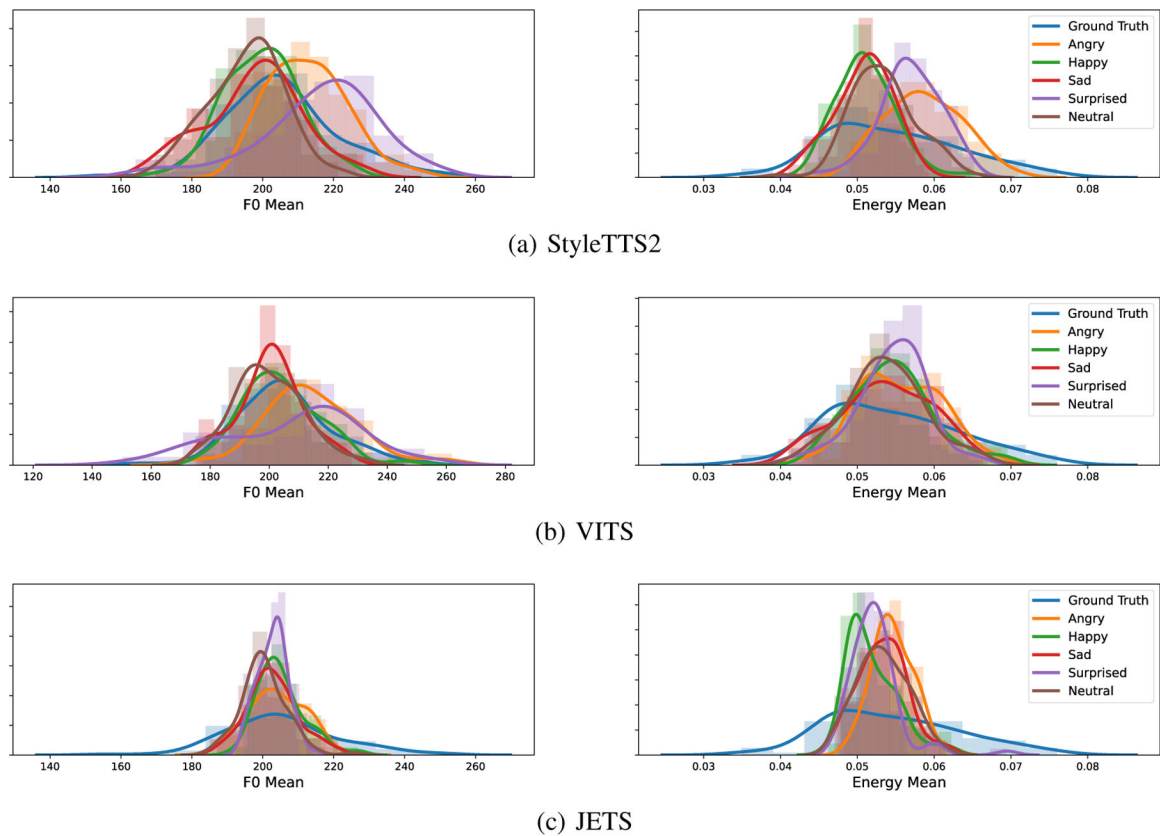 140 160 180 200 220 240 260
F0 Mean
Ground Truth
Angry
Happy
Sad
Surprised
Neutral
0.03 0.04 0.05 0.06 0.07 0.08
Energy Mean
(a) StyleTTS2
120 140 160 180 200 220 240 260 280
F0 Mean
Ground Truth
Angry
Happy
Sad
Surprised
Neutral
0.03 0.04 0.05 0.06 0.07 0.08
Energy Mean
(b) VITS
140 160 180 200 220 240 260
F0 Mean
Ground Truth
Angry
Happy
Sad
Surprised
Neutral
0.03 0.04 0.05 0.06 0.07 0.08
Energy Mean
(c) JETS